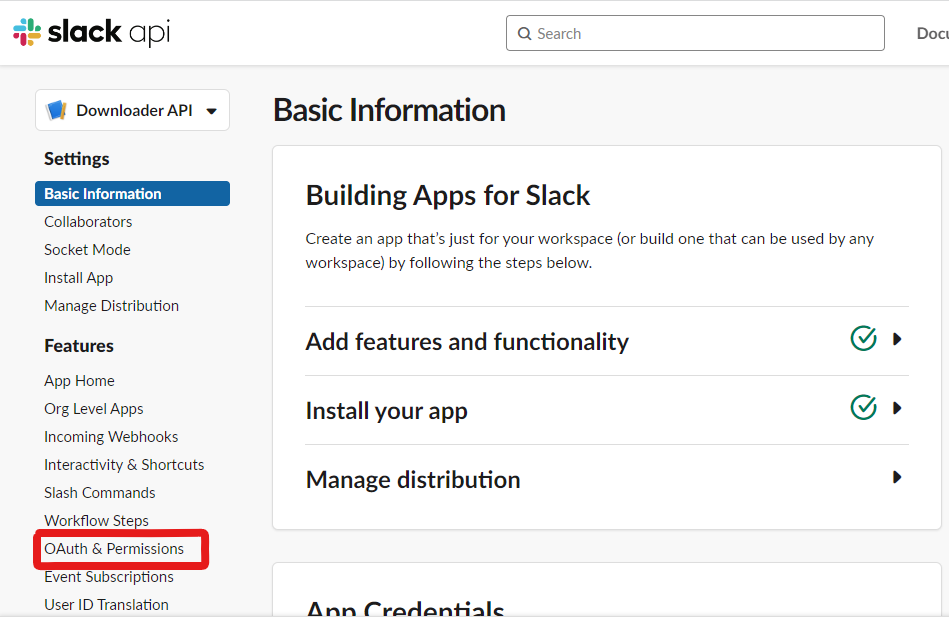 slack api
Search
Downloader API
Basic Information
Settings
Basic Information
Collaborators
Socket Mode
Install App
Manage Distribution
Features
App Home
Org Level Apps
Incoming Webhooks
Interactivity & Shortcuts
Slash Commands
Workflow Steps
OAuth & Permissions
Event Subscriptions
User ID Translation
Building Apps for Slack
Create an app that’s just for your workspace (or build one that can be used by any
workspace) by following the steps below.
Add features and functionality
Install your app
Manage distribution
App Credentials